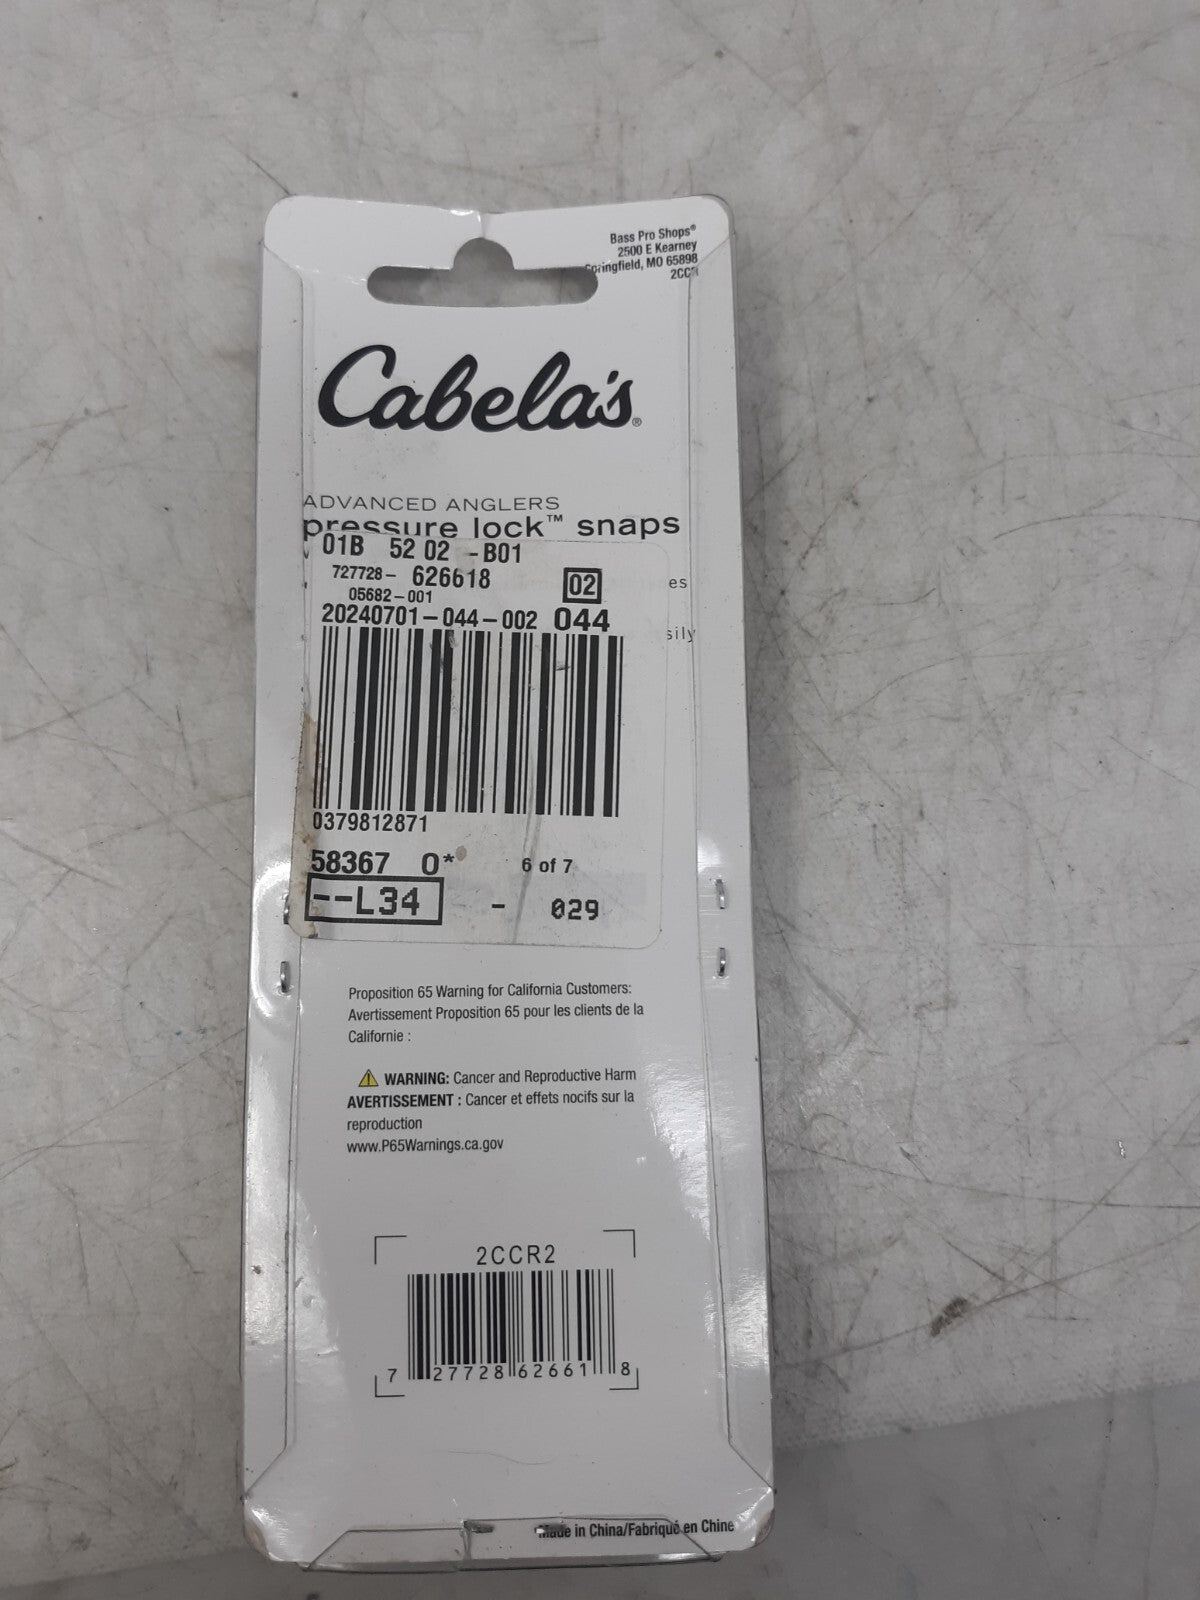 Bass Pro Shops®
2500 E Kearney
Springfield, MO 65898
Cabela's®
ADVANCED ANGLERS
pressure lock™ snaps
01B 52 02 -B01
727728- 626618 02
es
05682-001
20240701-044-002 044
sily
0379812871
58367 0* 6 of 7
--L34 - 029
Proposition 65 Warning for California Customers:
Avertissement Proposition 65 pour les clients de la
Californie :
WARNING: Cancer and Reproductive Harm
AVERTISSEMENT : Cancer et effets nocifs sur la
reproduction
www.P65Warnings.ca.gov
2CCR2
7 27728 62661 8
Made in China/Fabriqué en Chine